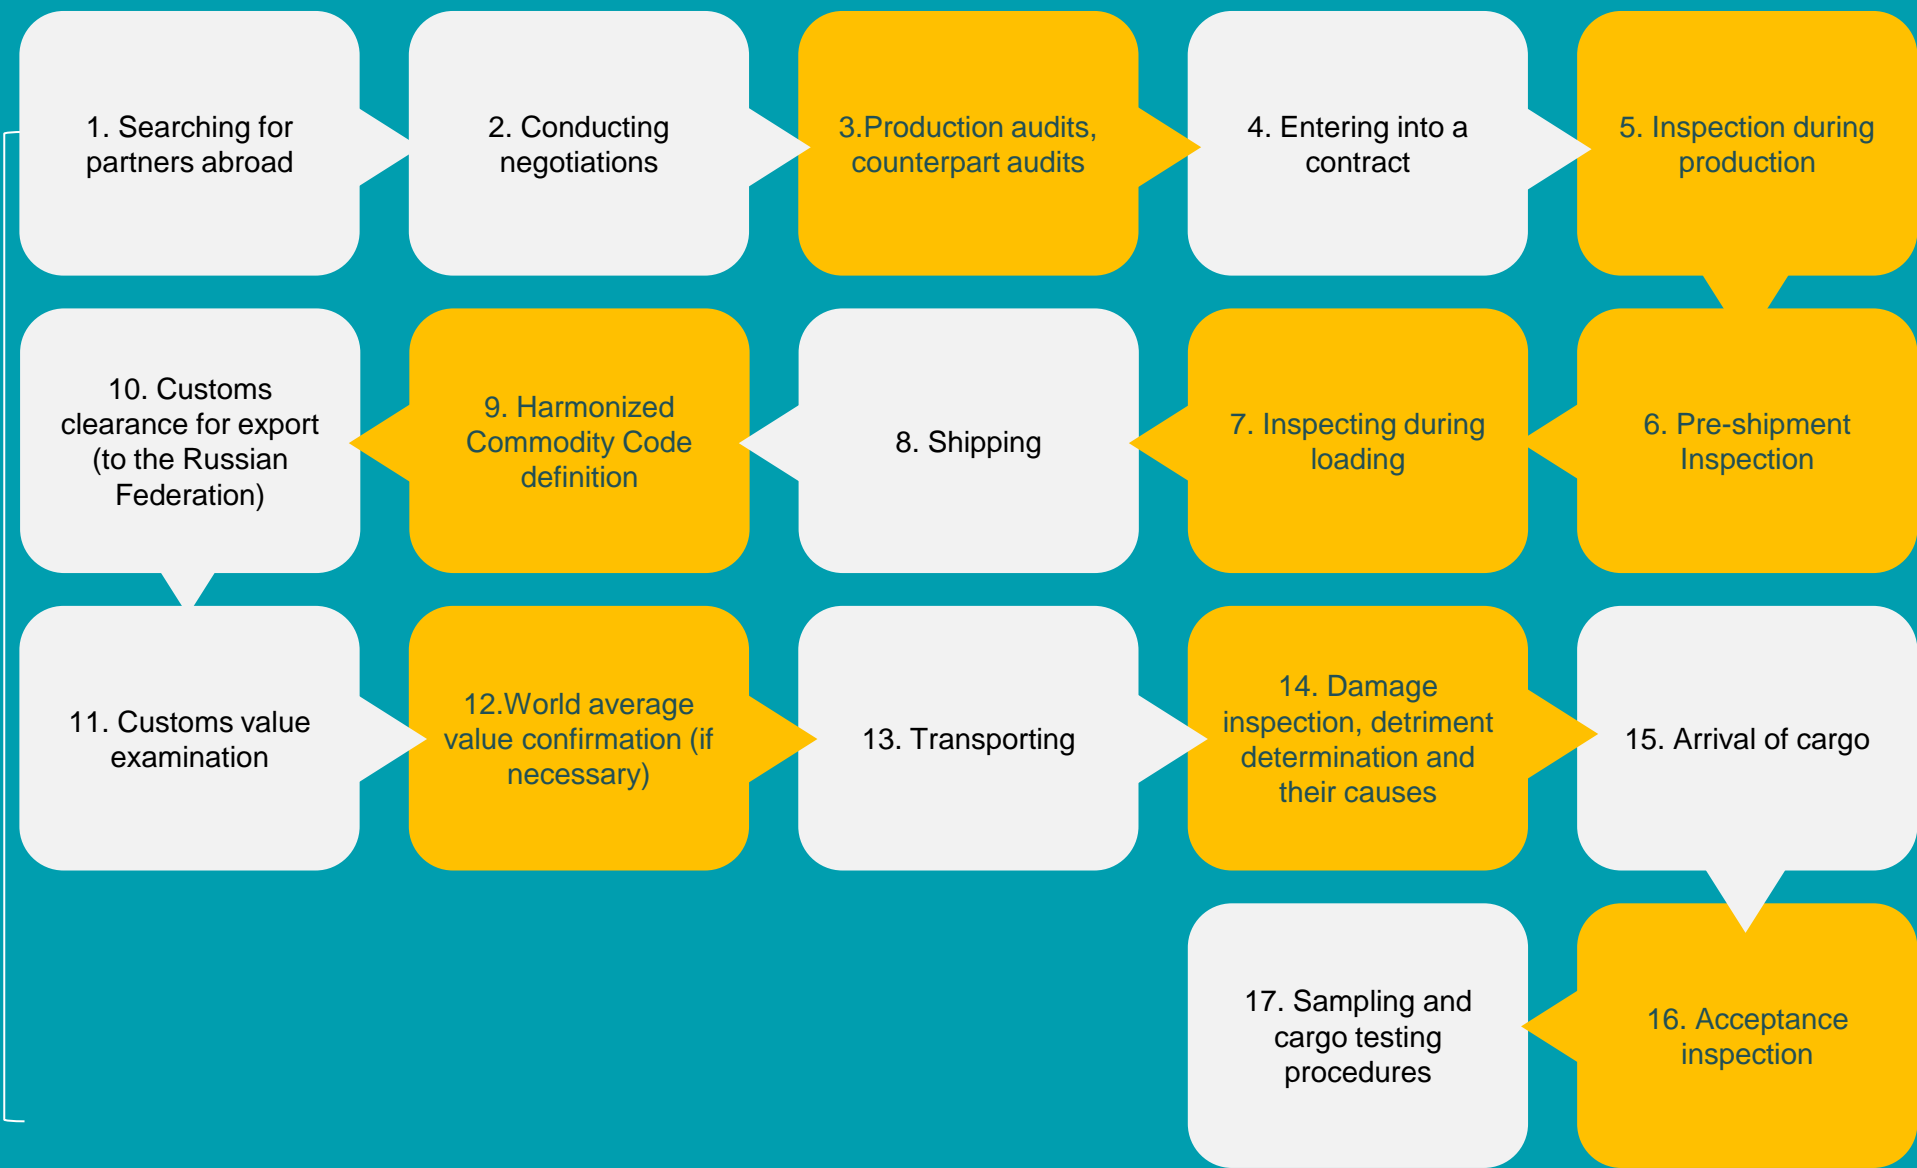 1. Searching for
partners abroad
2. Conducting
negotiations
3.Production audits,
counterpart audits
4. Entering into a
contract
5. Inspection during
production
6. Pre-shipment
Inspection
7. Inspecting during
loading
8. Shipping
9. Harmonized
Commodity Code
definition
10. Customs
clearance for export
(to the Russian
Federation)
11. Customs value
examination
12.World average
value confirmation (if
necessary)
13. Transporting
14. Damage
inspection, detriment
determination and
their causes
15. Arrival of cargo
16. Acceptance
inspection
17. Sampling and
cargo testing
procedures